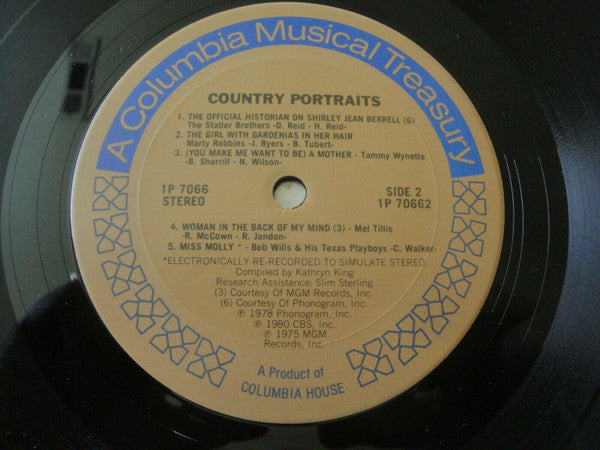 A Columbia Musical Treasury
COUNTRY PORTRAITS
1. THE OFFICIAL HISTORIAN ON SHIRLEY JEAN BERRELL (6)
The Statler Brothers -D. Reid - H. Reid-
2. THE GIRL WITH GARDENIAS IN HER HAIR
Marty Robbins -J. Byers - B. Tubert-
3. (YOU MAKE ME WANT TO BE) A MOTHER - Tammy Wynette
-B. Sherrill - N. Wilson-
1P 7066
STEREO
SIDE 2
1P 70662
4. WOMAN IN THE BACK OF MY MIND (3) - Mel Tillis
-R. McCown - R. Jandon-
5. MISS MOLLY * - Bob Wills & His Texas Playboys -C. Walker-
*ELECTRONICALLY RE-RECORDED TO SIMULATE STEREO
Compiled by Kathryn King
Research Assistance: Slim Sterling
(3) Courtesy Of MGM Records, Inc.
(6) Courtesy Of Phonogram, Inc.
℗ 1978 Phonogram, Inc.
℗ 1980 CBS, Inc.
℗ 1975 MGM
Records, Inc.
A Product of
COLUMBIA HOUSE